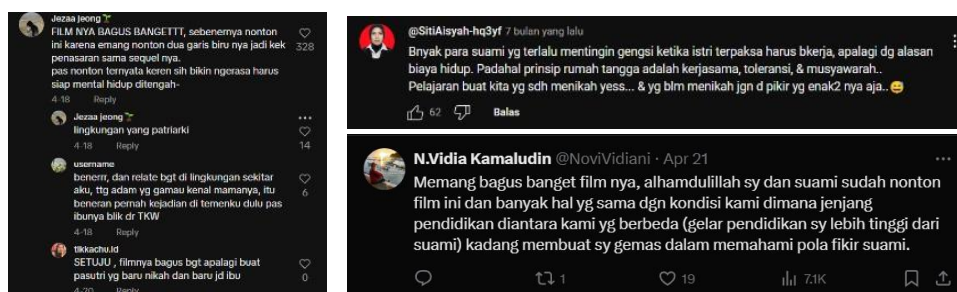 Jezaa jeong
FILM NYA BAGUS BANGETTT, sebenernya nonton
ini karena emang nonton dua garis biru nya jadi kek
penasaran sama sequel nya.
pas nonton ternyata keren sih bikin ngerasa harus
siap mental hidup ditengah-
4-18 Reply
328
Jezaa jeong
lingkungan yang patriarki
4-18 Reply
14
username
benerr, dan relate bgt di lingkungan sekitar
aku, ttg adam yg gamau kenal mamanya, itu
beneran pernah kejadian di temenku dulu pas
ibunya blik dr TKW
4-18 Reply
6
tikkachu.id
SETUJU , filmnya bagus bgt apalagi buat
pasutri yg baru nikah dan baru jd ibu
4-20 Reply
0
@SitiAisyah-hq3yf 7 bulan yang lalu
Bnyak para suami yg terlalu mentingin gengsi ketika istri terpaksa harus bkerja, apalagi dg alasan
biaya hidup. Padahal prinsip rumah tangga adalah kerjasama, toleransi, & musyawarah..
Pelajaran buat kita yg sdh menikah yess... & yg blm menikah jgn d pikir yg enak2 nya aja..😅
62 Balas
N.Vidia Kamaludin @NoviVidiani · Apr 21
Memang bagus banget film nya, alhamdulillah sy dan suami sudah nonton
film ini dan banyak hal yg sama dgn kondisi kami dimana jenjang
pendidikan diantara kami yg berbeda (gelar pendidikan sy lebih tinggi dari
suami) kadang membuat sy gemas dalam memahami pola fikir suami.
1 19 7.1K